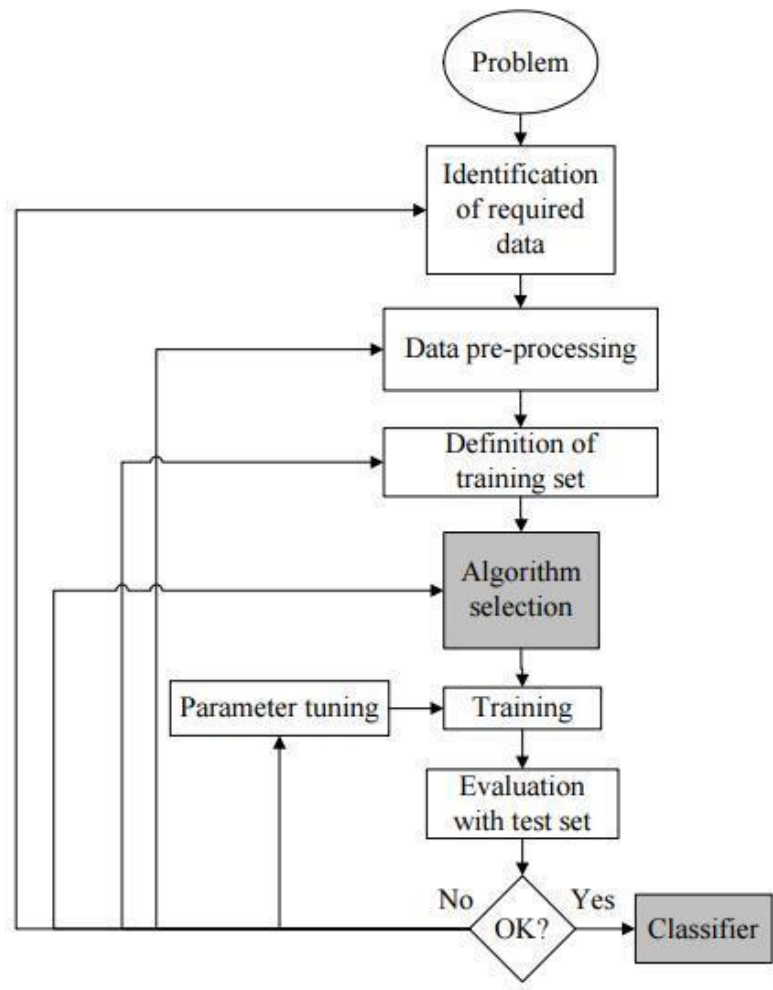 Problem
Identification
of required
data
Data pre-processing
Definition of
training set
Algorithm
selection
Parameter tuning
Training
Evaluation
with test set
No
Yes
OK?
Classifier